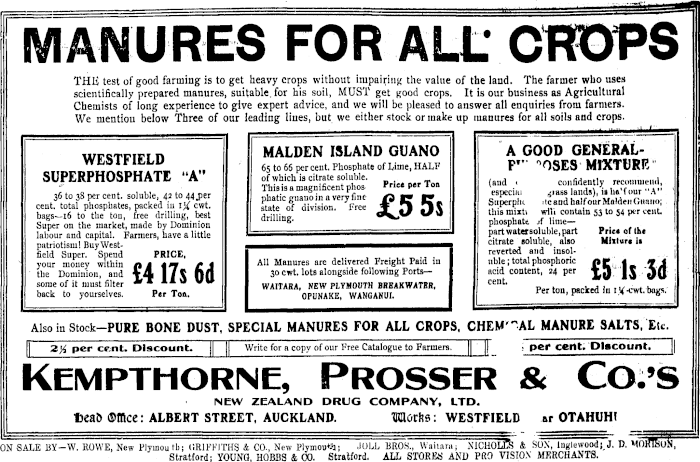 MANURES FOR ALL CROPS
THE test of good farming is to get heavy crops without impairing the value of the land. The farmer who uses
scientifically prepared manures, suitable for his soil, MUST get good crops. It is our business as Agricultural
Chemists of long experience to give expert advice, and we will be pleased to answer all enquiries from farmers.
We mention below Three of our leading lines, but we either stock or make up manures for all soils and crops.
WESTFIELD
SUPERPHOSPHATE "A"
36 to 38 per cent. soluble, 42 to 44 per
cent. total phosphates, packed in 1¼ cwt.
bags—16 to the ton, free drilling, best
Super on the market, made by Dominion
labour and capital. Farmers, have a little
patriotism! Buy West-
field Super. Spend
your money within
the Dominion, and
some of it must filter
back to yourselves.
PRICE,
£4 17s 6d
Per Ton.
MALDEN ISLAND GUANO
65 to 66 per cent. Phosphate of Lime, HALF
of which is citrate soluble.
This is a magnificent phos
phatic guano in a very fine
state of division. Free
drilling.
Price per Ton
£5 5s
All Manures are delivered Freight Paid in
30 cwt. lots alongside following Ports—
WAITARA, NEW PLYMOUTH BREAKWATER,
OPUNAKE, WANGANUI.
A GOOD GENERAL-
MIXTURE
(and confidently recommend,
grass lands), is half our "A"
and half our Malden Guano;
this will contain 53 to 54 per cent.
phosphate of lime—
part water soluble, part
citrate soluble, also
reverted and insol-
uble; total phosphoric
acid content, 24 per
cent.
Price of the
Mixture is
£5 1s 3d
Per ton, packed in 1¼-cwt. bags.
Also in Stock—PURE BONE DUST, SPECIAL MANURES FOR ALL CROPS, MANURE SALTS, Etc.
2½ per cent. Discount.
Write for a copy of our Free Catalogue to Farmers.
per cent. Discount.
KEMPTHORNE, PROSSER & CO.'S
NEW ZEALAND DRUG COMPANY, LTD.
Head Office: ALBERT STREET, AUCKLAND. Works: WESTFIELD OTAHUHU
ON SALE BY—W. ROWE, New Plymouth; GRIFFITHS & CO., New Plymouth; JOLL BROS., Waitara; NICHOLLS & SON, Inglewood; J. D. MORISON,
Stratford; YOUNG, HOBBS & CO. Stratford. ALL STORES AND PROVISION MERCHANTS.